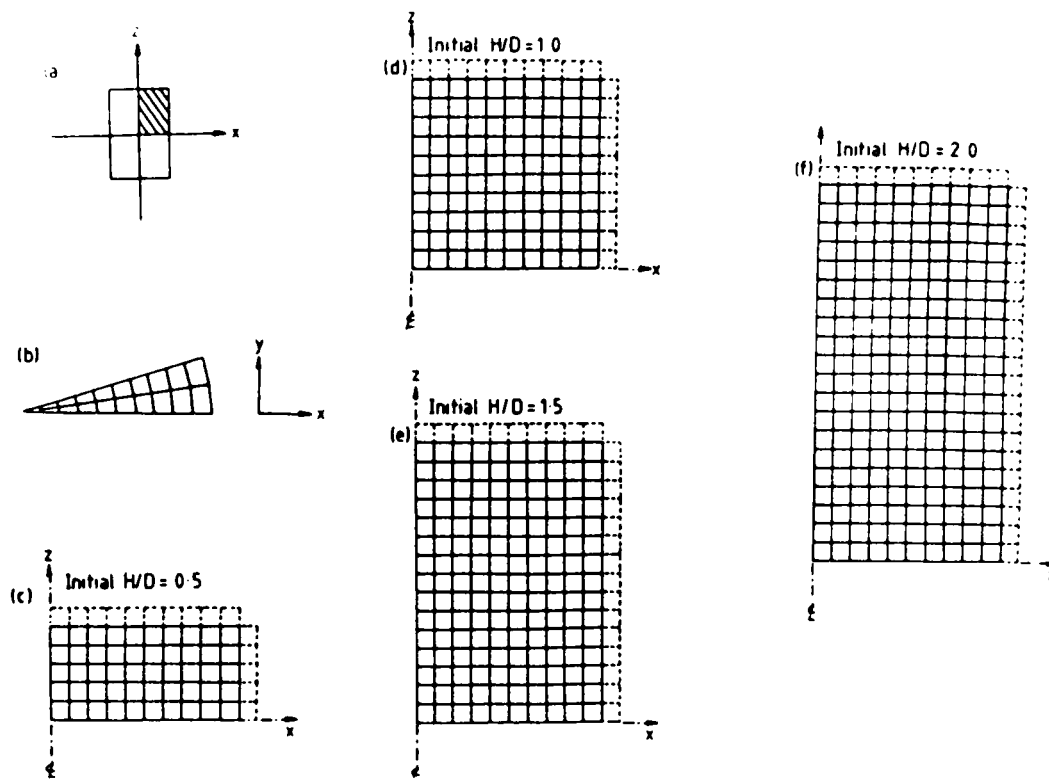 a
z
x
(b)
y
x
(c)
z
Initial H/D = 0·5
x
℄
(d)
z
Initial H/D = 1 0
x
℄
(e)
z
Initial H/D = 1·5
x
℄
(f)
Initial H/D = 2 0
℄